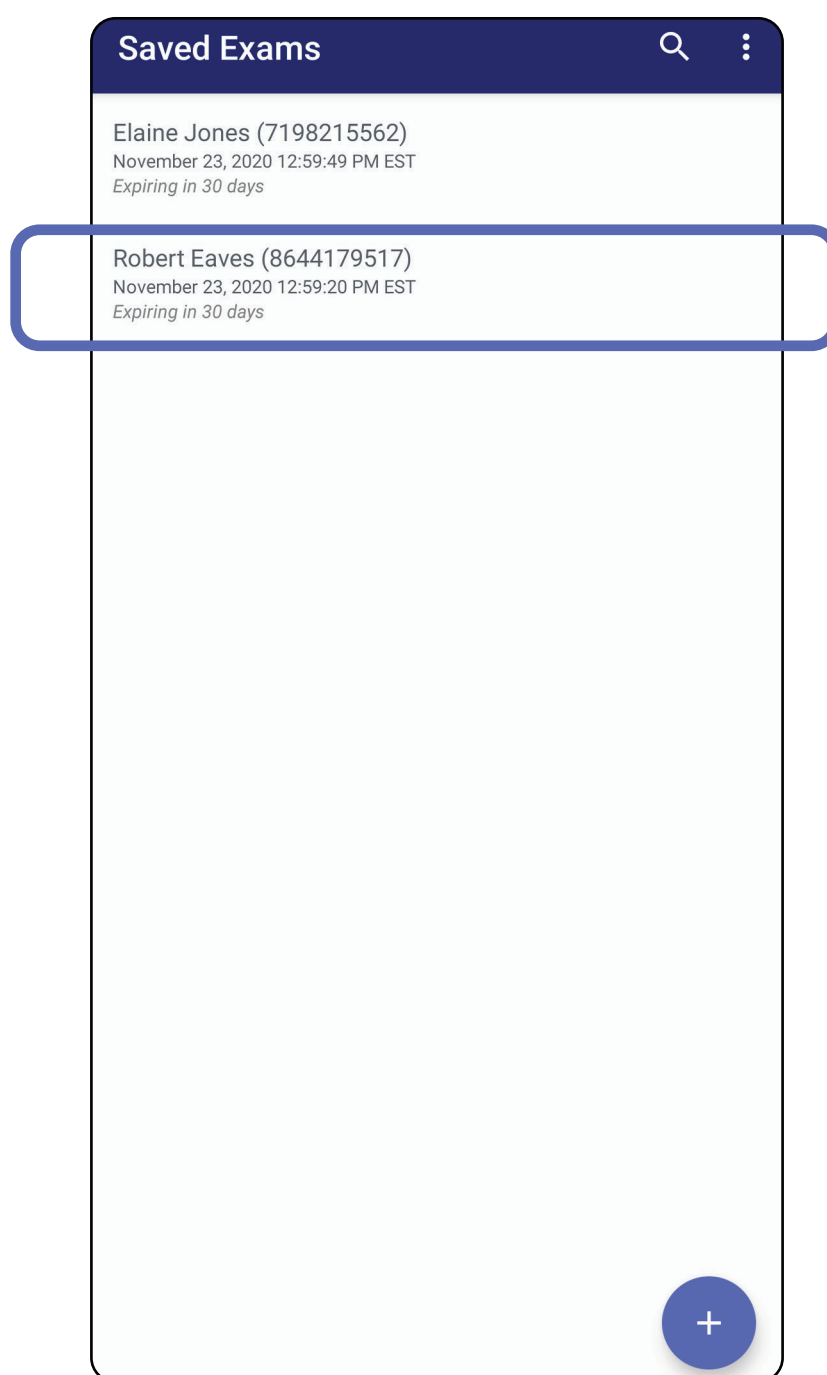 Saved Exams
Elaine Jones (7198215562)
November 23, 2020 12:59:49 PM EST
Expiring in 30 days
Robert Eaves (8644179517)
November 23, 2020 12:59:20 PM EST
Expiring in 30 days
+